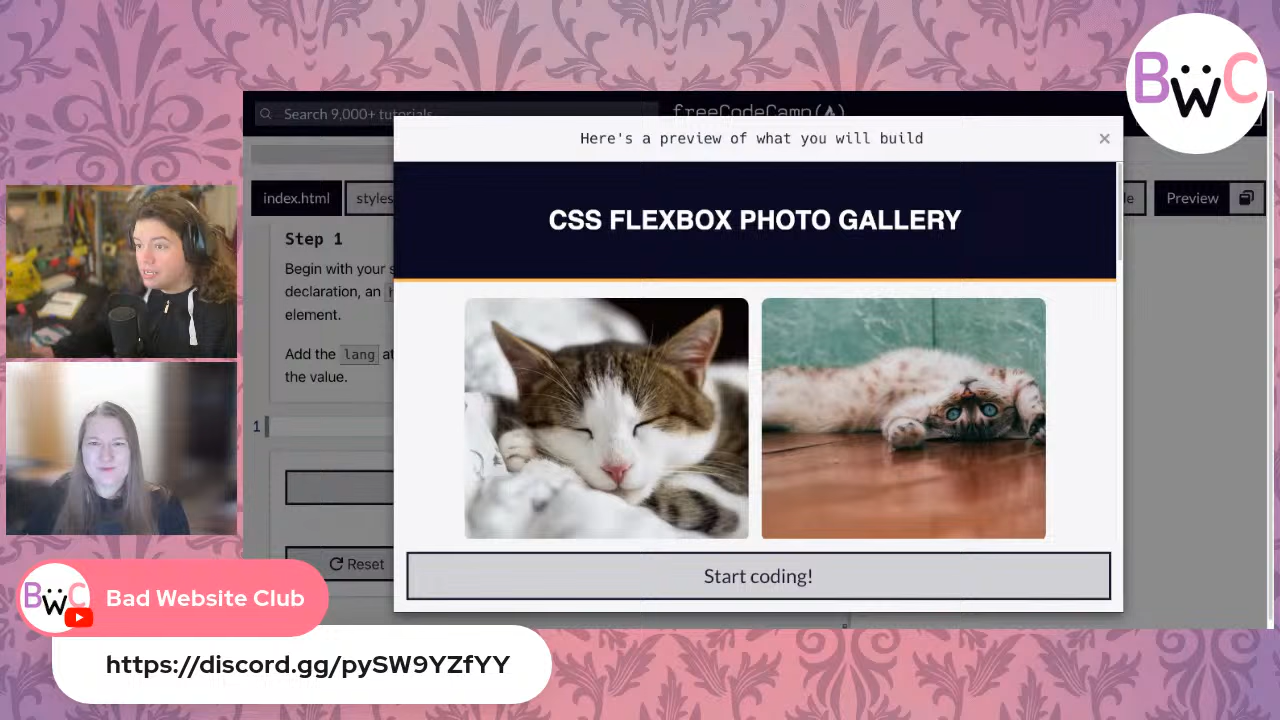 BWC
Search 9,000+ tutorials
freeCodeCamp
Here's a preview of what you will build
×
index.html
styles
Preview
CSS FLEXBOX PHOTO GALLERY
Step 1
Begin with your s
declaration, an h
element.
Add the lang at
the value.
1
Reset
Start coding!
BWC
Bad Website Club
https://discord.gg/pySW9YZfYY